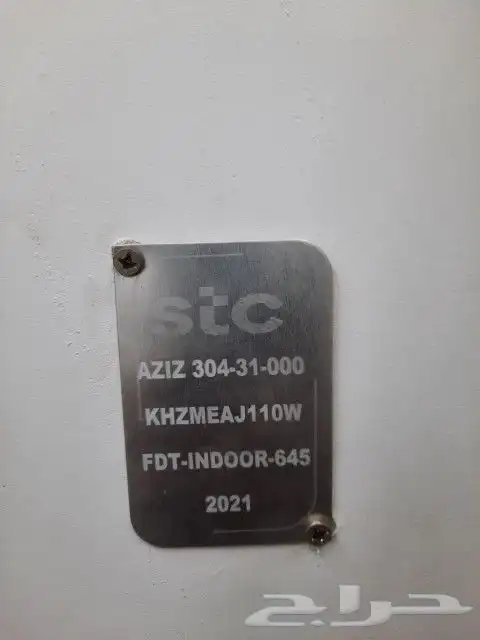 stc
AZIZ 304-31-000
KHZMEAJ110W
FDT-INDOOR-645
2021
حراج